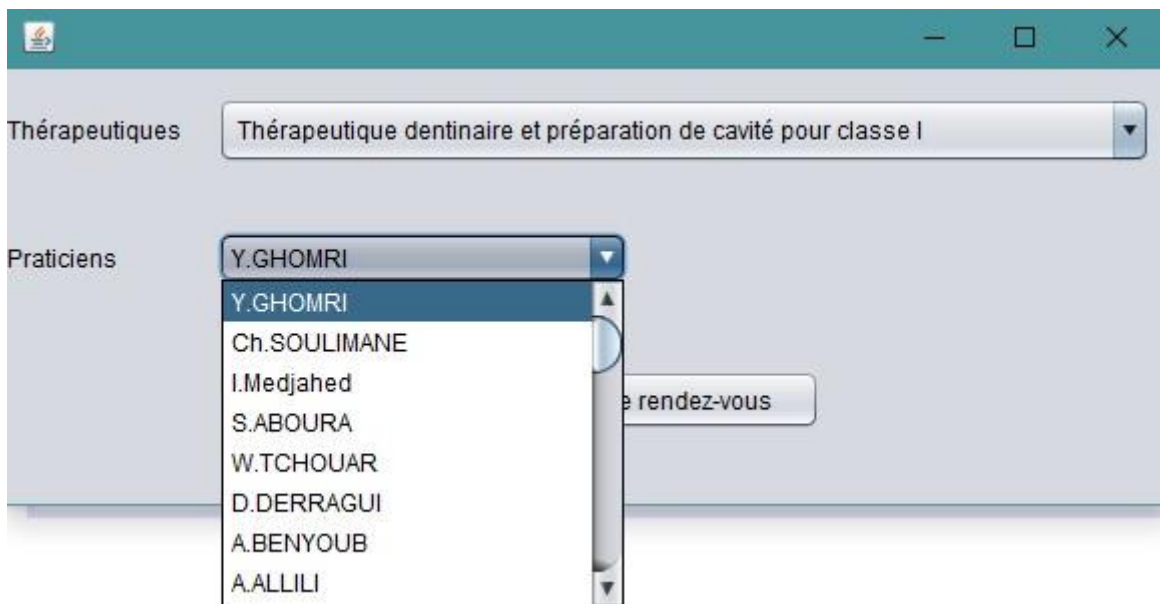 Thérapeutiques
Thérapeutique dentinaire et préparation de cavité pour classe I
Praticiens
Y.GHOMRI
Y.GHOMRI
Ch.SOULIMANE
I.Medjahed
S.ABOURA
rendez-vous
W.TCHOUAR
D.DERRAGUI
A.BENYOUB
A.ALLILI